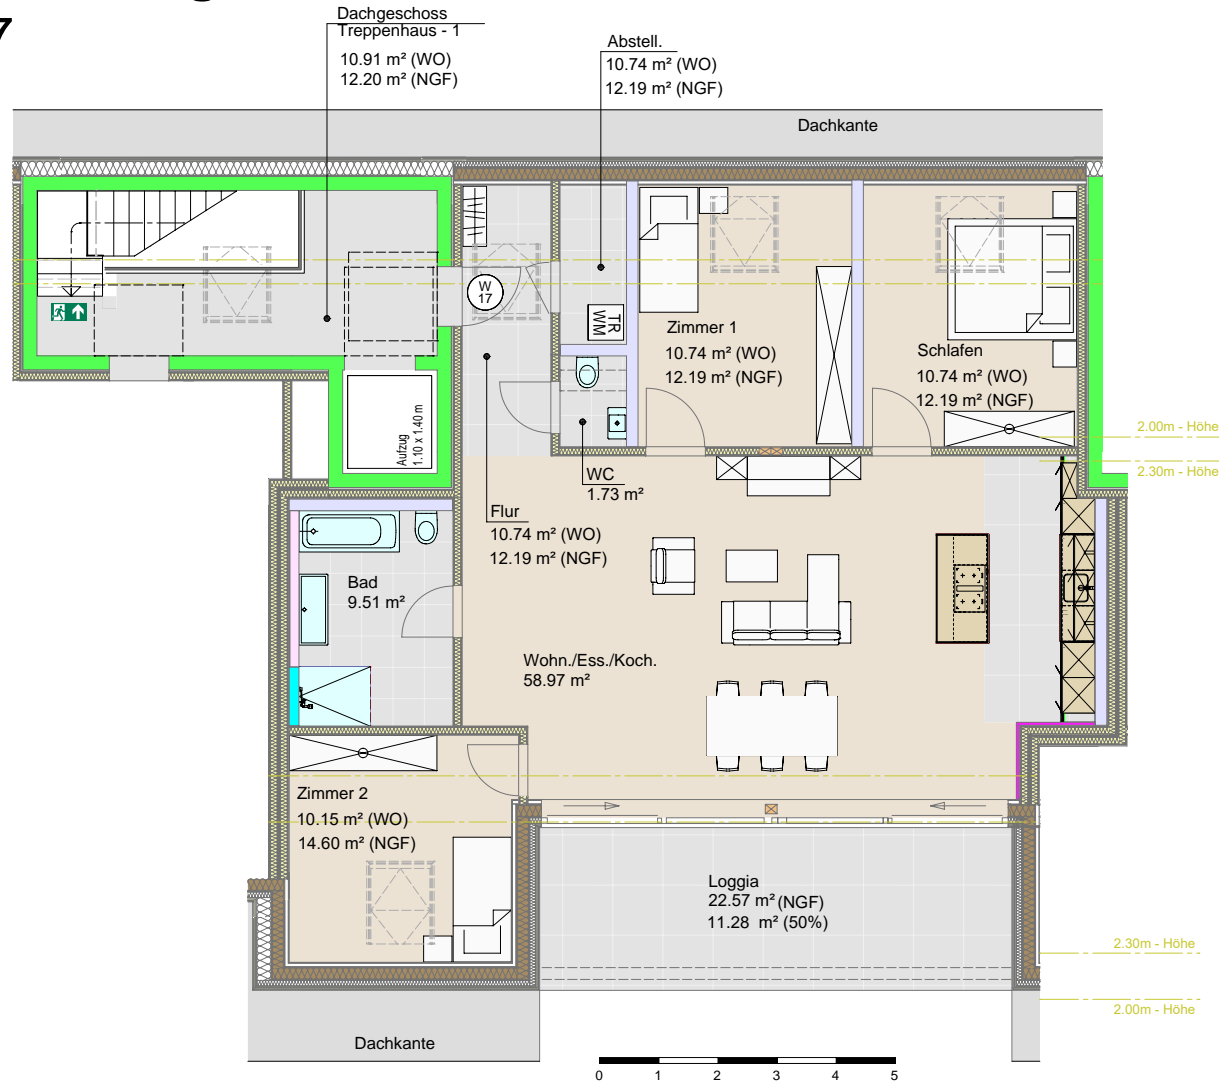 7
Dachgeschoss
Treppenhaus - 1
10.91 m² (WO)
12.20 m² (NGF)
Abstell.
10.74 m² (WO)
12.19 m² (NGF)
Dachkante
W
17
TR
WM
Zimmer 1
10.74 m² (WO)
12.19 m² (NGF)
Schlafen
10.74 m² (WO)
12.19 m² (NGF)
Aufzug
1.10 x 1.40 m
2.00m - Höhe
2.30m - Höhe
WC
1.73 m²
Flur
10.74 m² (WO)
12.19 m² (NGF)
Bad
9.51 m²
Wohn./Ess./Koch.
58.97 m²
Zimmer 2
10.15 m² (WO)
14.60 m² (NGF)
Loggia
22.57 m² (NGF)
11.28 m² (50%)
2.30m - Höhe
2.00m - Höhe
Dachkante
0 1 2 3 4 5